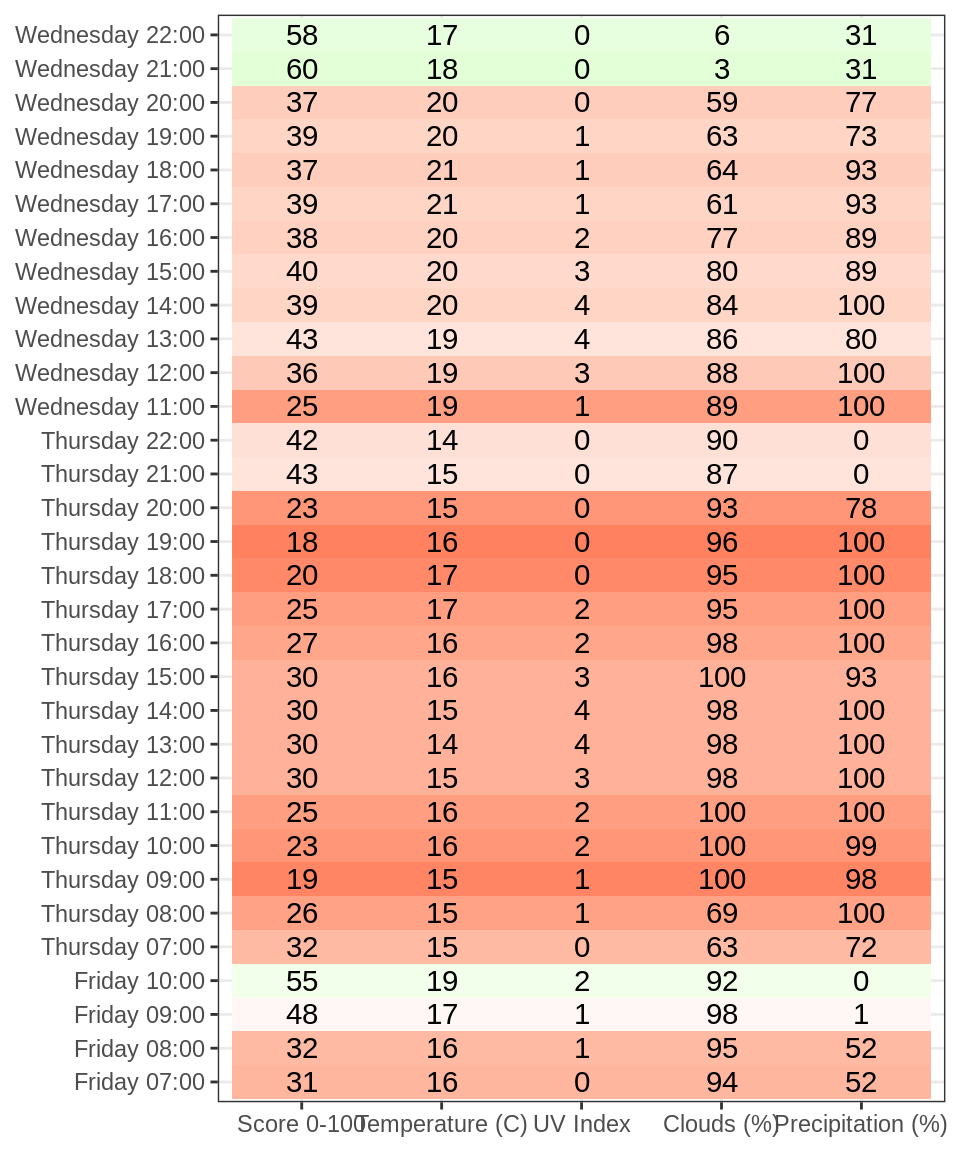 Wednesday 22:00 58 17 0 6 31
Wednesday 21:00 60 18 0 3 31
Wednesday 20:00 37 20 0 59 77
Wednesday 19:00 39 20 1 63 73
Wednesday 18:00 37 21 1 64 93
Wednesday 17:00 39 21 1 61 93
Wednesday 16:00 38 20 2 77 89
Wednesday 15:00 40 20 3 80 89
Wednesday 14:00 39 20 4 84 100
Wednesday 13:00 43 19 4 86 80
Wednesday 12:00 36 19 3 88 100
Wednesday 11:00 25 19 1 89 100
Thursday 22:00 42 14 0 90 0
Thursday 21:00 43 15 0 87 0
Thursday 20:00 23 15 0 93 78
Thursday 19:00 18 16 0 96 100
Thursday 18:00 20 17 0 95 100
Thursday 17:00 25 17 2 95 100
Thursday 16:00 27 16 2 98 100
Thursday 15:00 30 16 3 100 93
Thursday 14:00 30 15 4 98 100
Thursday 13:00 30 14 4 98 100
Thursday 12:00 30 15 3 98 100
Thursday 11:00 25 16 2 100 100
Thursday 10:00 23 16 2 100 99
Thursday 09:00 19 15 1 100 98
Thursday 08:00 26 15 1 69 100
Thursday 07:00 32 15 0 63 72
Friday 10:00 55 19 2 92 0
Friday 09:00 48 17 1 98 1
Friday 08:00 32 16 1 95 52
Friday 07:00 31 16 0 94 52
Score 0-100 Temperature (C) UV Index Clouds (%) Precipitation (%)